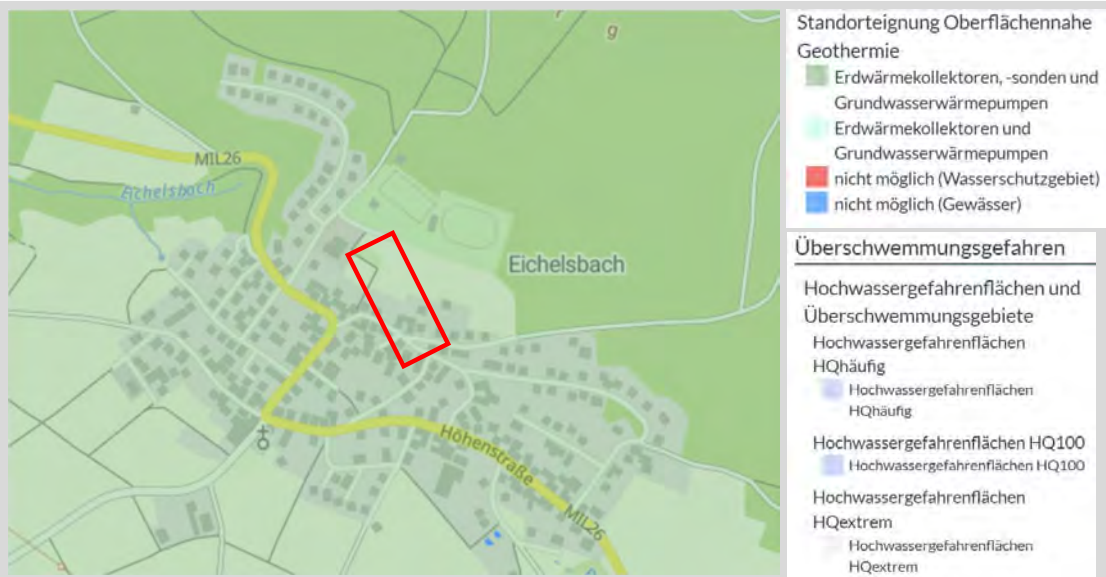 g
MIL26
Eichelsbach
Eichelsbach
Höhenstraße
MIL26
Standorteignung Oberflächennahe
Geothermie
Erdwärmekollektoren, -sonden und
Grundwasserwärmepumpen
Erdwärmekollektoren und
Grundwasserwärmepumpen
nicht möglich (Wasserschutzgebiet)
nicht möglich (Gewässer)
Überschwemmungsgefahren
Hochwassergefahrenflächen und
Überschwemmungsgebiete
Hochwassergefahrenflächen
HQhäufig
Hochwassergefahrenflächen
HQhäufig
Hochwassergefahrenflächen HQ100
Hochwassergefahrenflächen HQ100
Hochwassergefahrenflächen
HQextrem
Hochwassergefahrenflächen
HQextrem